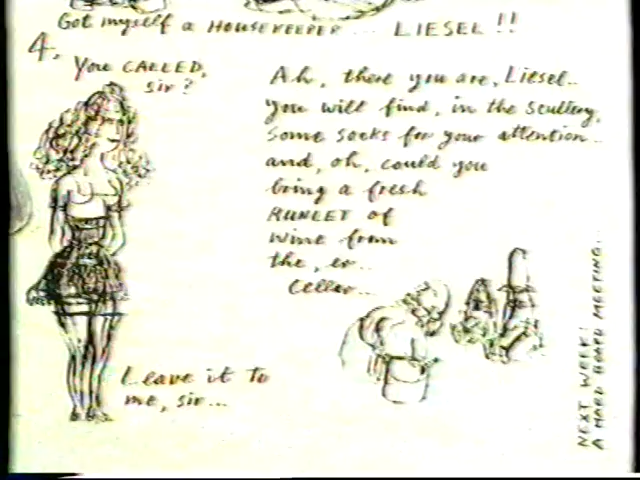 Got myself a HOUSEKEEPER... LIESEL!!
4.
You CALLED,
sir?
Ah, there you are, Liesel..
You will find, in the scullery,
some socks for your attention..
and, oh, could you
bring a fresh
RUNLET of
wine from
the, er..
Cellar...
Leave it to
me, sir...
NEXT WEEK!
A HARD BOARD MEETING...